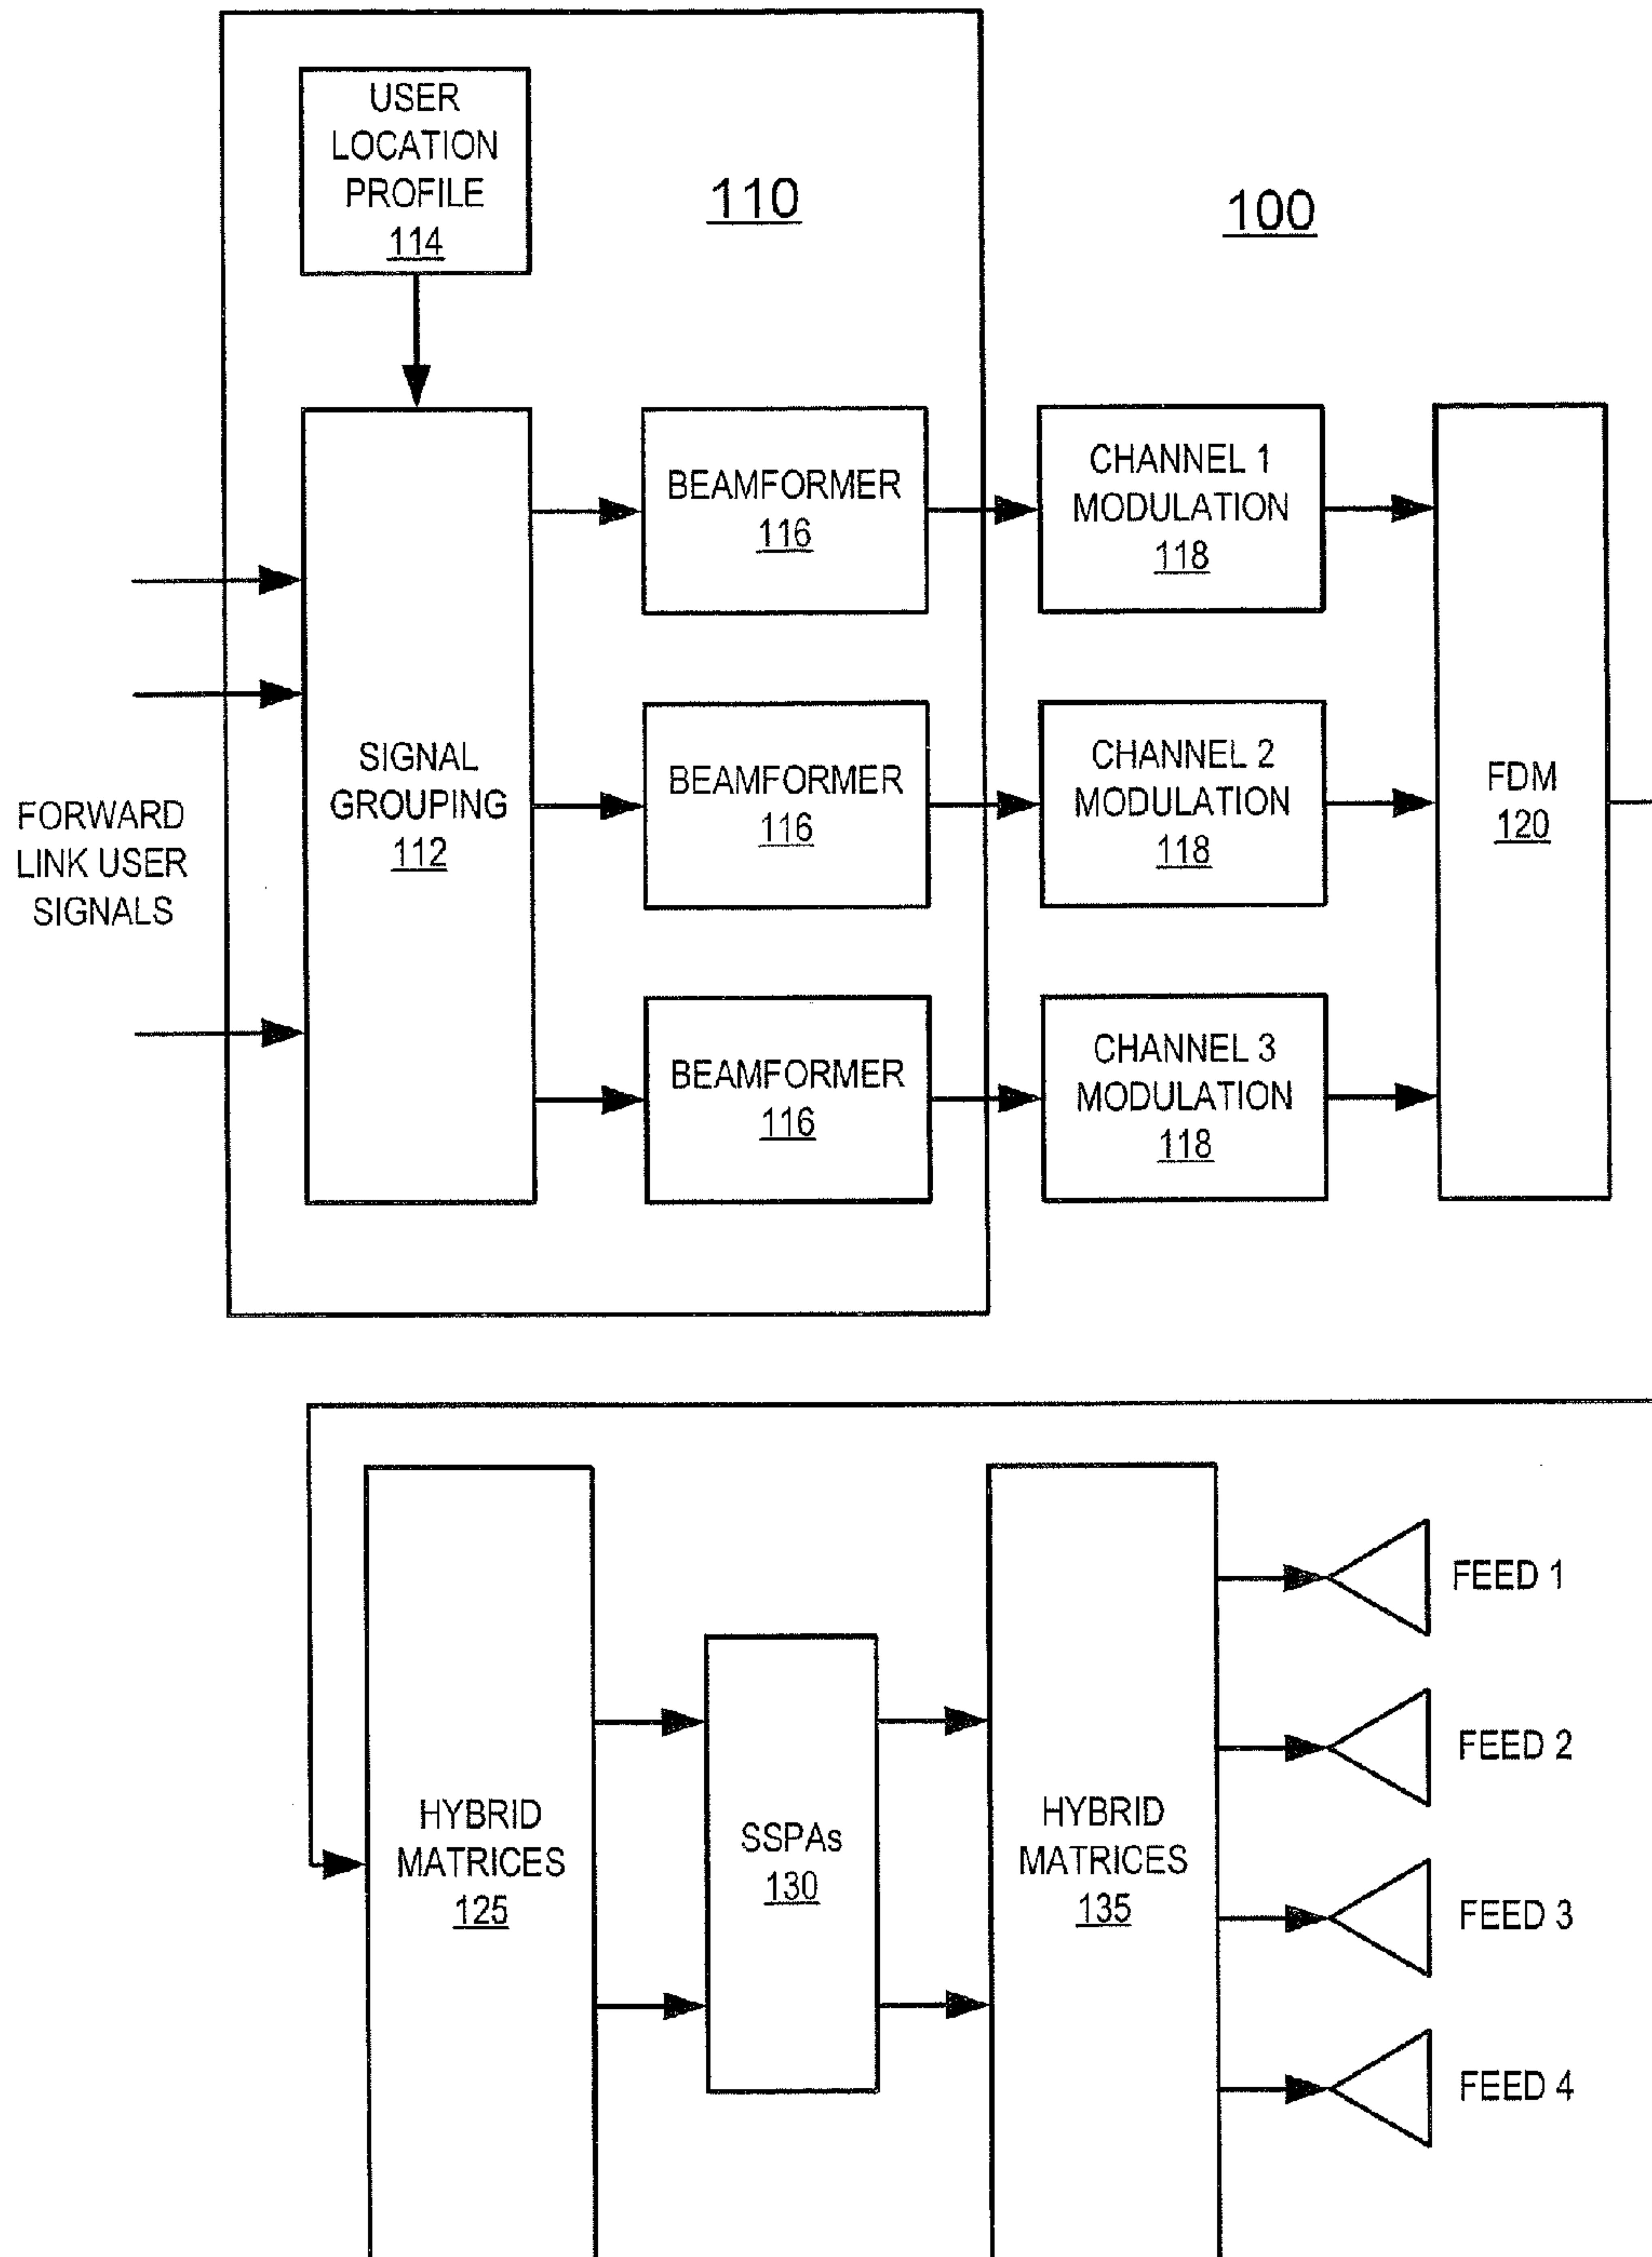 USER
LOCATION
PROFILE
114
110
100
FORWARD
LINK USER
SIGNALS
SIGNAL
GROUPING
112
BEAMFORMER
116
CHANNEL 1
MODULATION
118
BEAMFORMER
116
CHANNEL 2
MODULATION
118
BEAMFORMER
116
CHANNEL 3
MODULATION
118
FDM
120
HYBRID
MATRICES
125
SSPAs
130
HYBRID
MATRICES
135
FEED 1
FEED 2
FEED 3
FEED 4